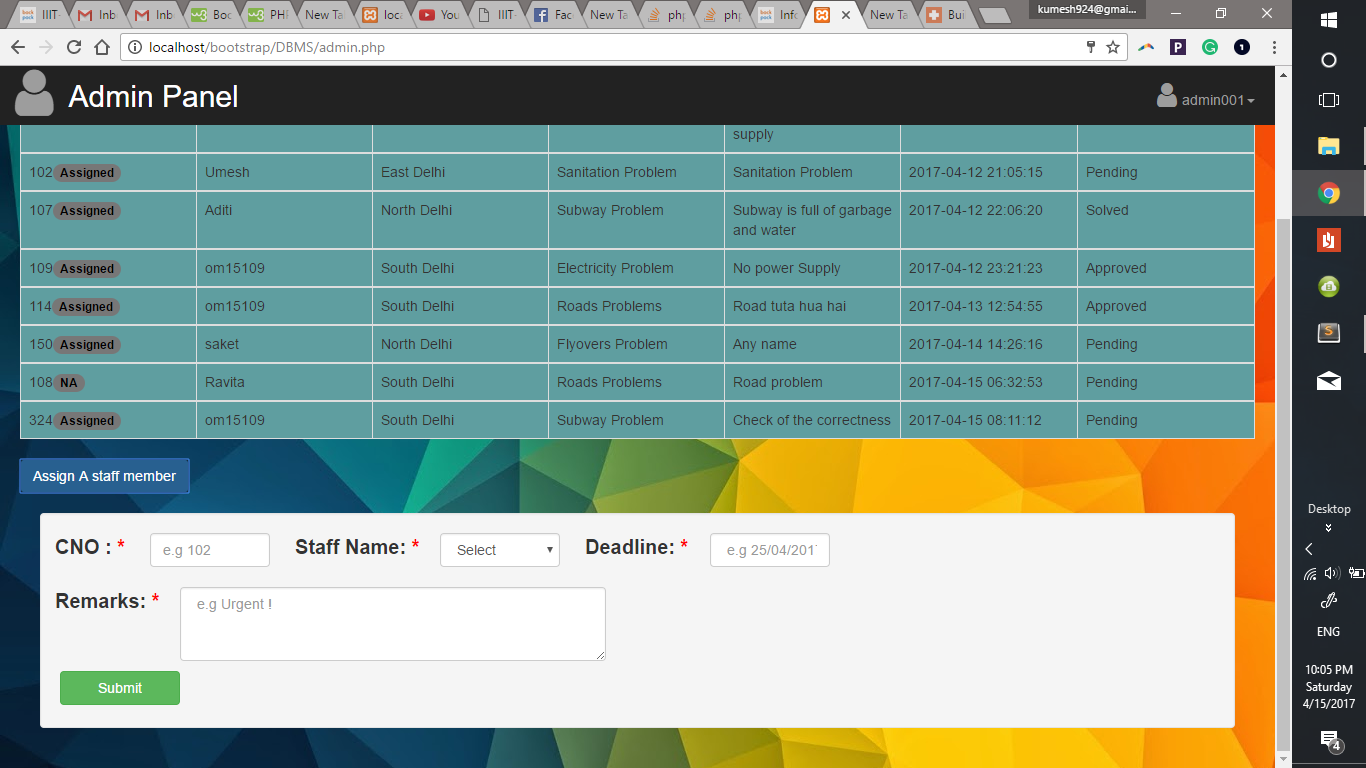 kumesh924@gmai...
IIIT- Inb Inb Boo PHP New Ta loca You IIIT- Fac New Ta php php Info New Ta Bui
localhost/bootstrap/DBMS/admin.php
Admin Panel admin001
supply
102 Assigned Umesh East Delhi Sanitation Problem Sanitation Problem 2017-04-12 21:05:15 Pending
107 Assigned Aditi North Delhi Subway Problem Subway is full of garbage 2017-04-12 22:06:20 Solved
and water
109 Assigned om15109 South Delhi Electricity Problem No power Supply 2017-04-12 23:21:23 Approved
114 Assigned om15109 South Delhi Roads Problems Road tuta hua hai 2017-04-13 12:54:55 Approved
150 Assigned saket North Delhi Flyovers Problem Any name 2017-04-14 14:26:16 Pending
108 NA Ravita South Delhi Roads Problems Road problem 2017-04-15 06:32:53 Pending
324 Assigned om15109 South Delhi Subway Problem Check of the correctness 2017-04-15 08:11:12 Pending
Assign A staff member
CNO : * e.g 102 Staff Name: * Select Deadline: * e.g 25/04/201
Remarks: * e.g Urgent !
Submit
Desktop
ENG
10:05 PM
Saturday
4/15/2017
4